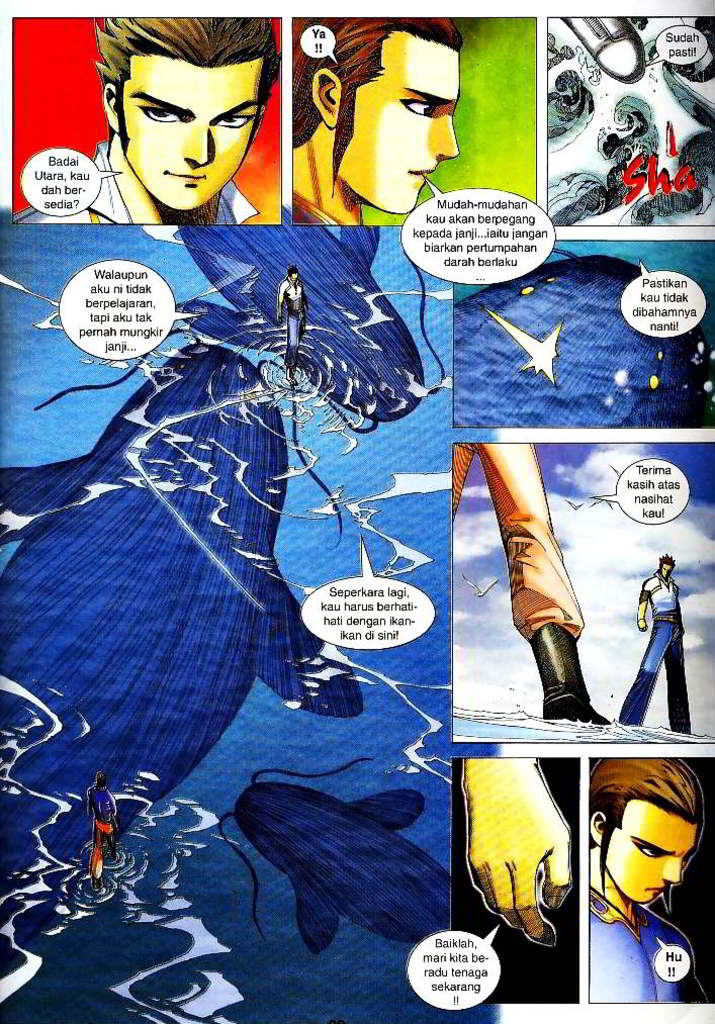 Badai
Utara, kau
dah ber-
sedia?
Ya
!!
Mudah-mudahan
kau akan berpegang
kepada janji...iaitu jangan
biarkan pertumpahan
darah berlaku
...
Sudah
pasti!
Sha
Walaupun
aku ni tidak
berpelajaran,
tapi aku tak
pernah mungkir
janji...
Pastikan
kau tidak
dibahamnya
nanti!
Seperkara lagi,
kau harus berhati-
hati dengan ikan-
ikan di sini!
Terima
kasih atas
nasihat
kau!
Baiklah,
mari kita be-
radu tenaga
sekarang
!!
Hu
!!